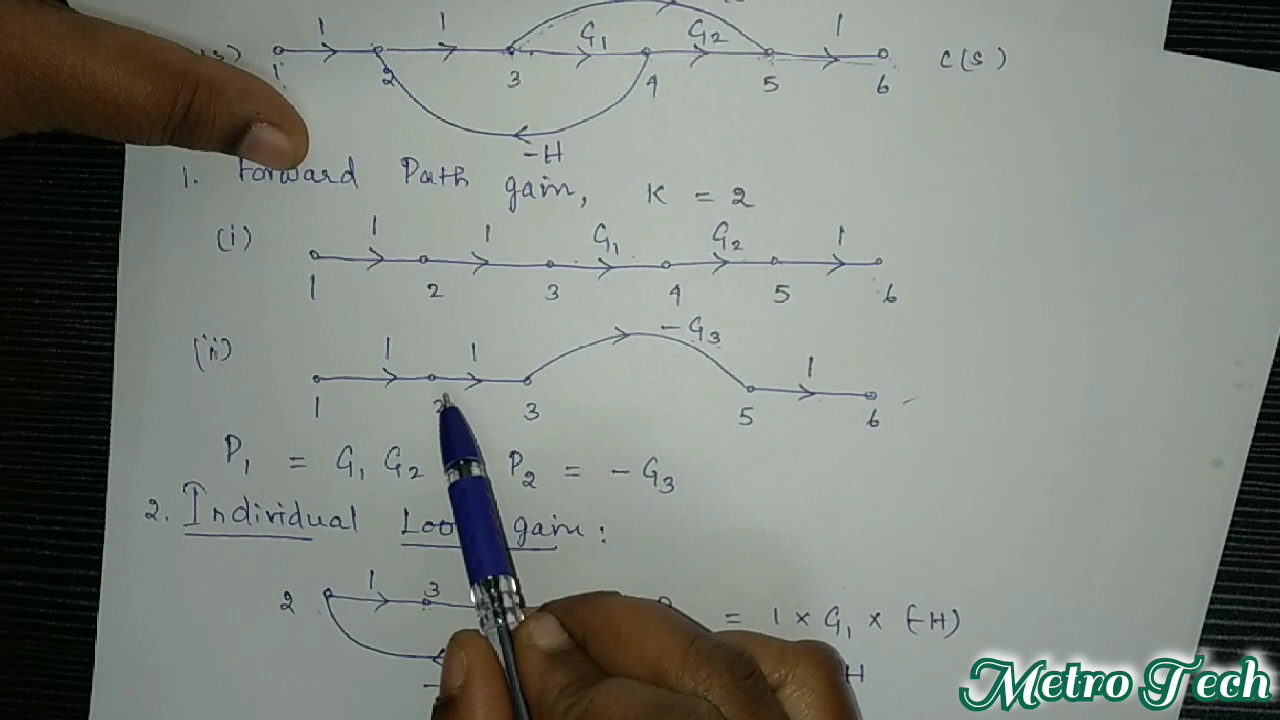 1 1 G₁ G₂ 1
1 2 3 4 5 6 C(S)
-H
1. Forward Path gain, K = 2
(i) 1 1 G₁ G₂ 1
1 2 3 4 5 6
(ii) 1 1 -G₃ 1
1 2 3 5 6
P₁ = G₁ G₂ P₂ = -G₃
2. Individual Loop gain:
2 1 3 = 1 × G₁ × (-H)
H
Metro Tech